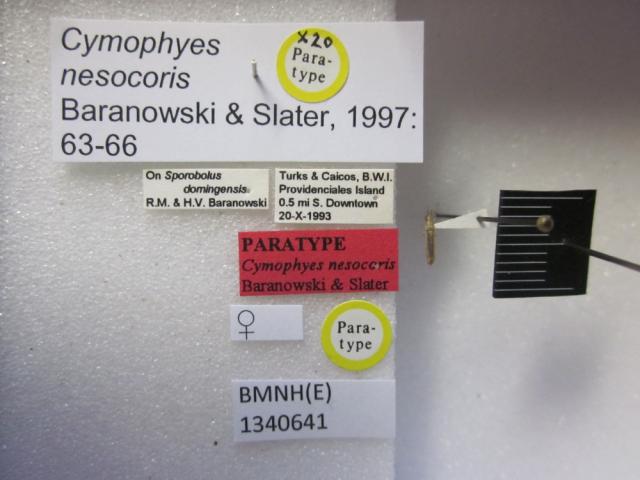 Cymophyes
nesocoris
Baranowski & Slater, 1997:
63-66
x20
Para-
type
On Sporobolus
domingensis
R.M. & H.V. Baranowski
Turks & Caicos, B.W.I.
Providenciales Island
0.5 mi S. Downtown
20-X-1993
PARATYPE
Cymophyes nesocoris
Baranowski & Slater
♀
Para-
type
BMNH(E)
1340641